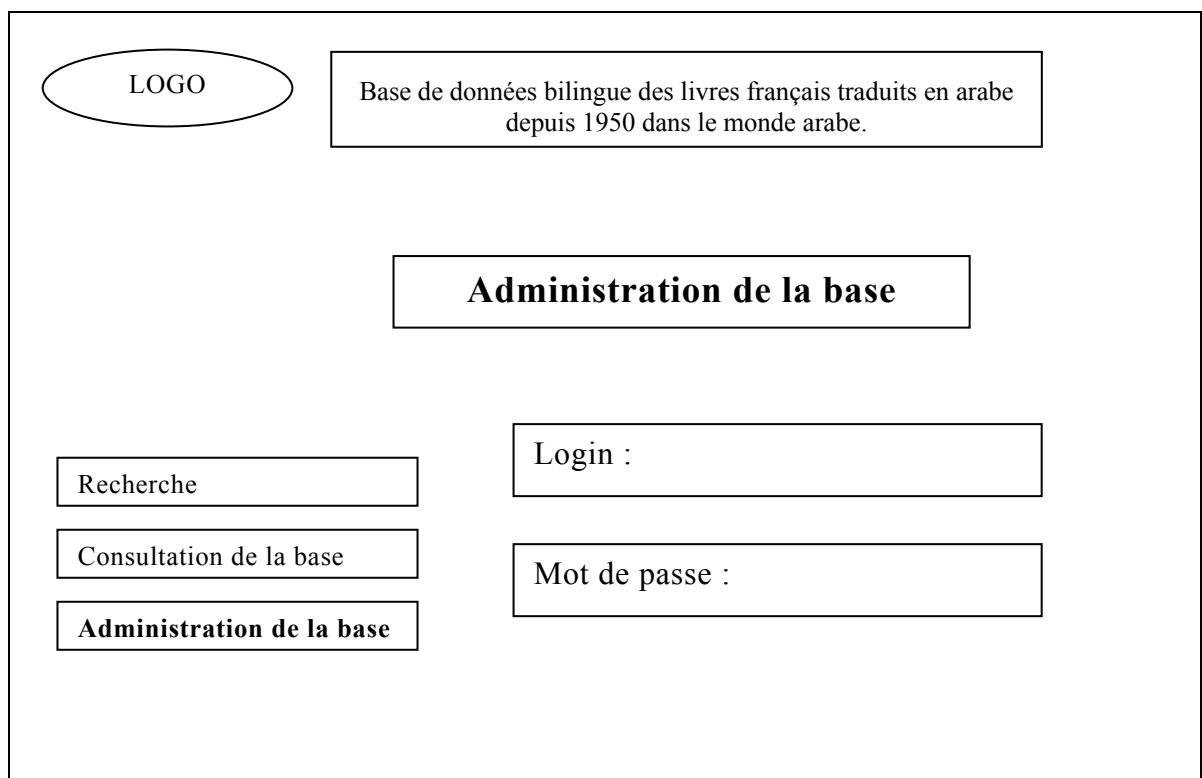 LOGO
Base de données bilingue des livres français traduits en arabe
depuis 1950 dans le monde arabe.
Administration de la base
Recherche
Consultation de la base
Administration de la base
Login :
Mot de passe :